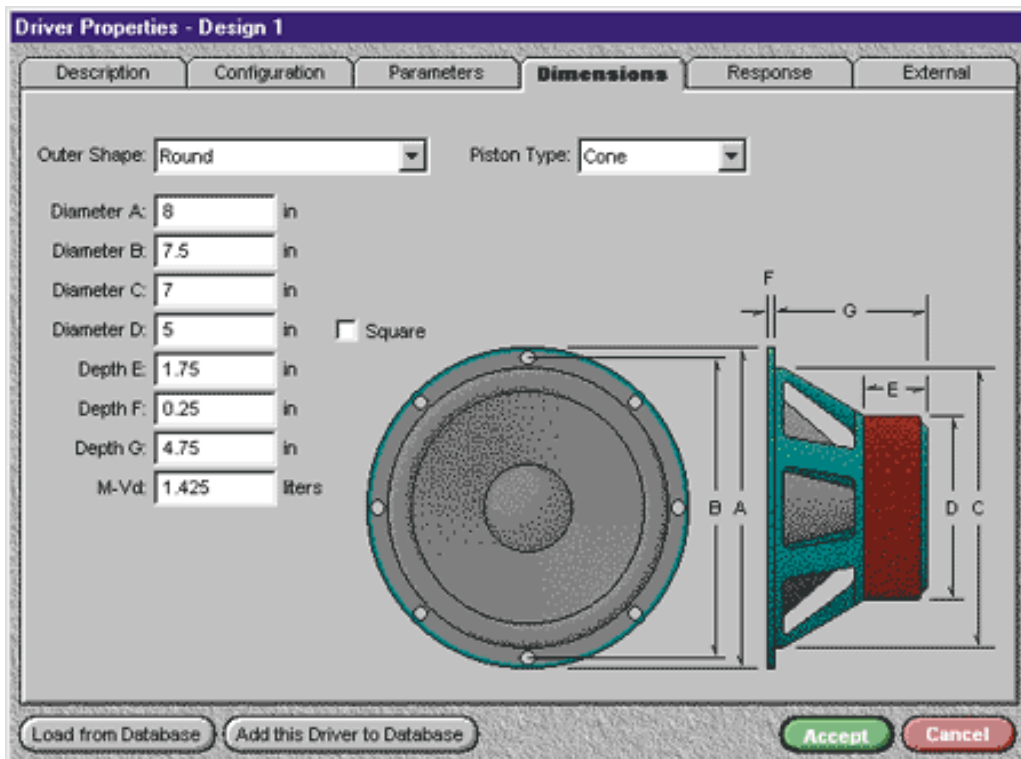 Driver Properties - Design 1
Description Configuration Parameters Dimensions Response External
Outer Shape: Round Piston Type: Cone
Diameter A: 8 in
Diameter B: 7.5 in
Diameter C: 7 in
Diameter D: 5 in Square
Depth E: 1.75 in
Depth F: 0.25 in
Depth G: 4.75 in
M-Vd: 1.425 liters
F
G
E
B A D C
Load from Database Add this Driver to Database Accept Cancel